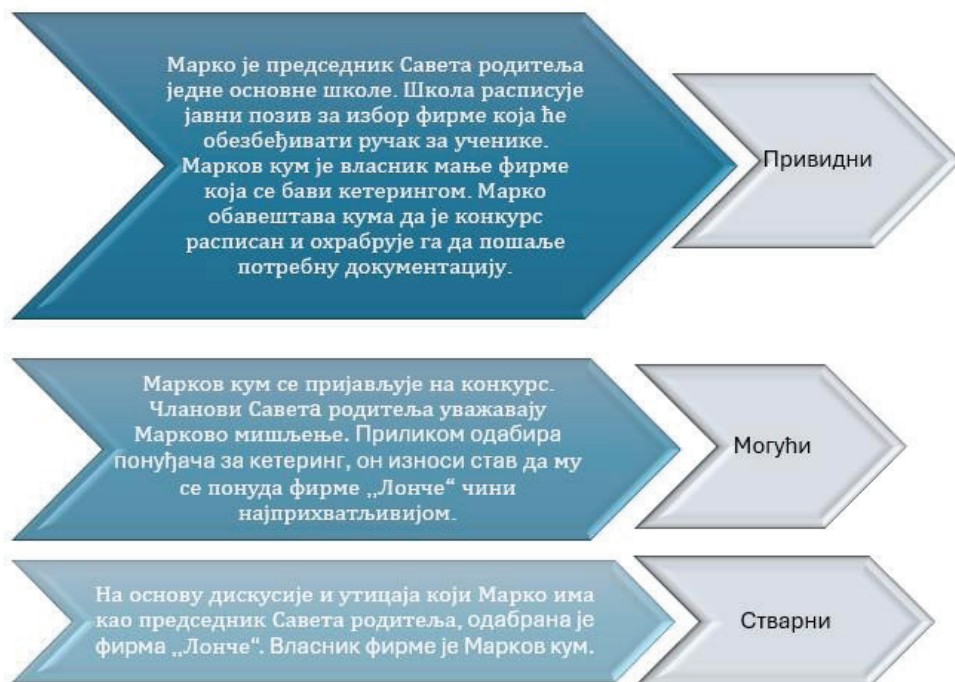 Марко је председник Савета родитеља
једне основне школе. Школа расписује
јавни позив за избор фирме која ће
обезбеђивати ручак за ученике.
Марков кум је власник мање фирме
која се бави кетерингом. Марко
обавештава кума да је конкурс
расписан и охрабрује га да пошаље
потребну документацију.
Привидни
Марков кум се пријављује на конкурс.
Чланови Савета родитеља уважавају
Марково мишљење. Приликом одабира
понуђача за кетеринг, он износи став да му
се понуда фирме ,,Лонче“ чини
најприхватљивијом.
Могући
На основу дискусије и утицаја који Марко има
као председник Савета родитеља, одабрана је
фирма ,,Лонче“. Власник фирме је Марков кум.
Стварни